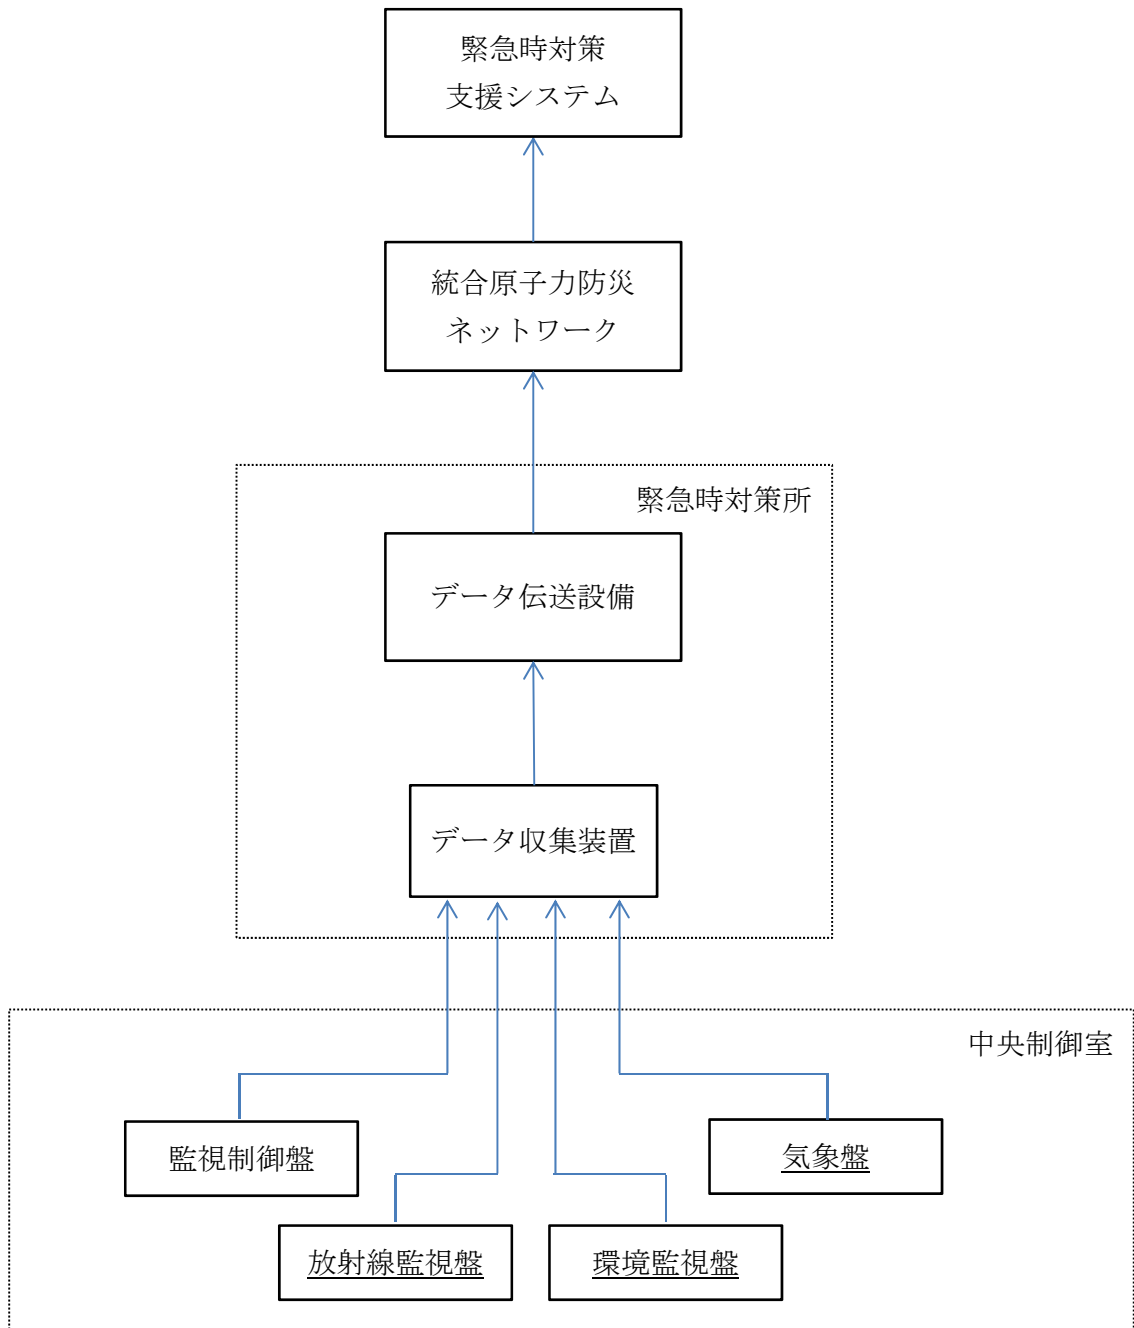 緊急時対策
支援システム
統合原子力防災
ネットワーク
緊急時対策所
データ伝送設備
データ収集装置
中央制御室
監視制御盤
気象盤
放射線監視盤
環境監視盤